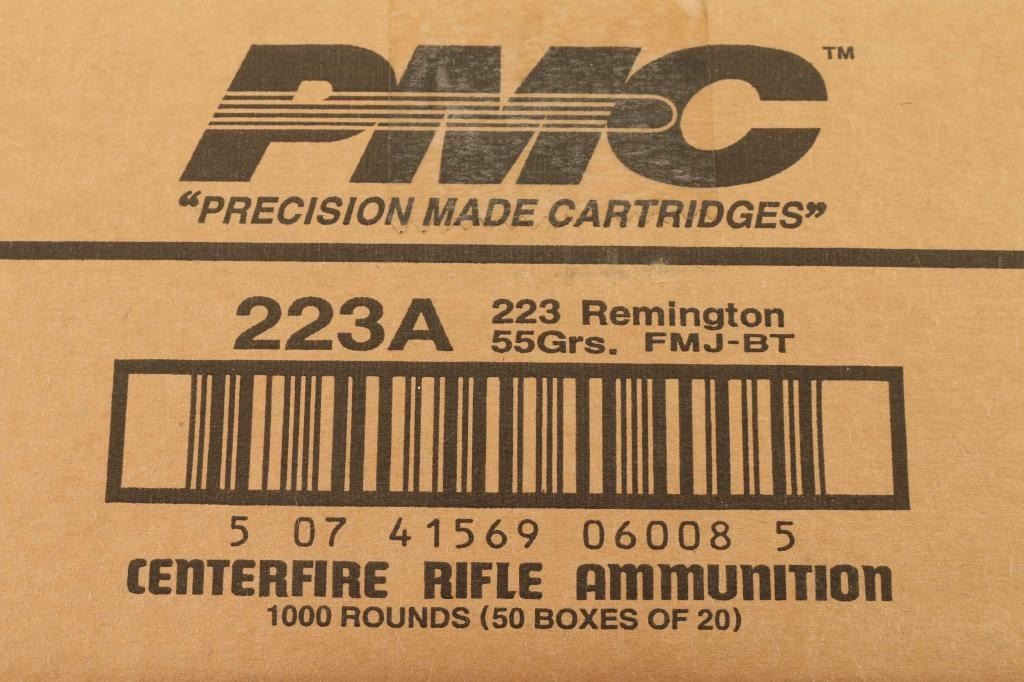 PMC™
“PRECISION MADE CARTRIDGES”
223A 223 Remington
55Grs. FMJ-BT
5 07 41569 06008 5
CENTERFIRE RIFLE AMMUNITION
1000 ROUNDS (50 BOXES OF 20)